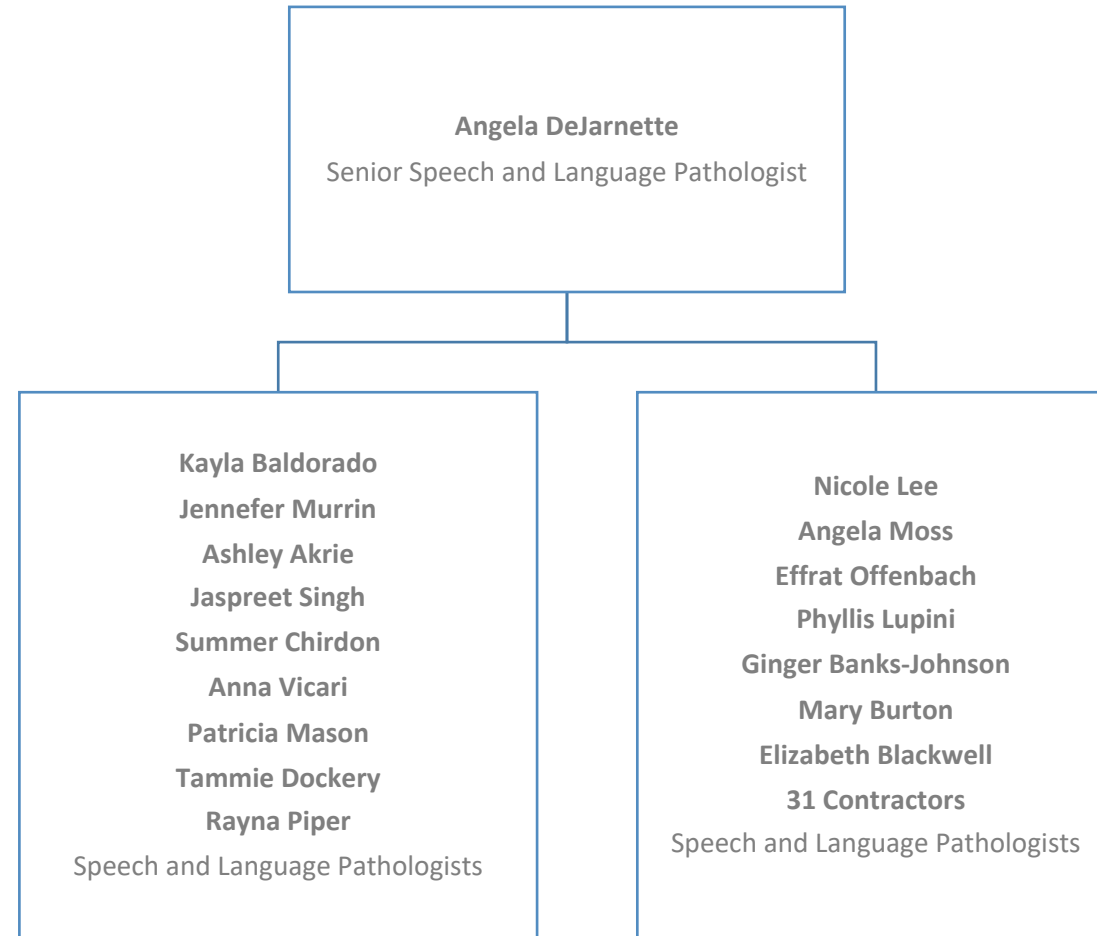 Angela DeJarnette
Senior Speech and Language Pathologist
Kayla Baldorado
Jennefer Murrin
Ashley Akrie
Jaspreet Singh
Summer Chirdon
Anna Vicari
Patricia Mason
Tammie Dockery
Rayna Piper
Speech and Language Pathologists
Nicole Lee
Angela Moss
Effrat Offenbach
Phyllis Lupini
Ginger Banks-Johnson
Mary Burton
Elizabeth Blackwell
31 Contractors
Speech and Language Pathologists